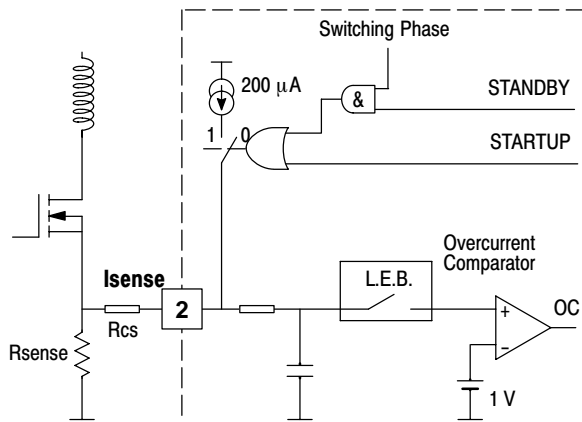 Switching Phase
200 μA
&
STANDBY
1 0
STARTUP
Overcurrent
Comparator
Isense
L.E.B.
2
+
OC
Rcs
−
Rsense
1 V